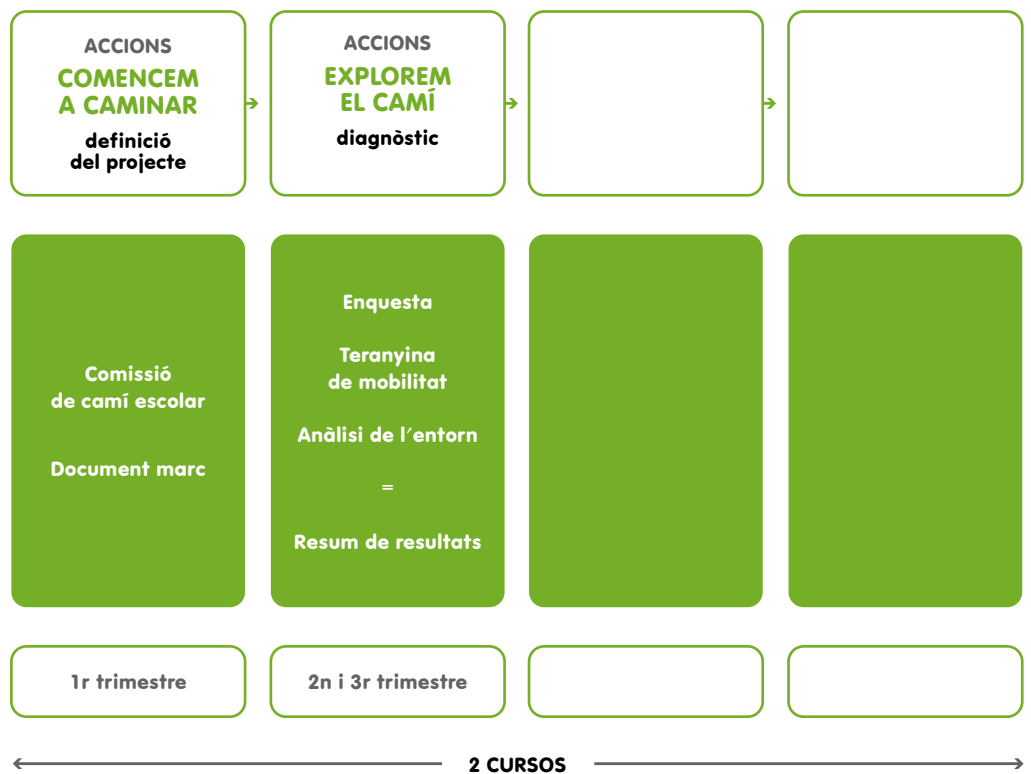 ACCIONS
COMENCEM
A CAMINAR
definició
del projecte
ACCIONS
EXPLOREM
EL CAMÍ
diagnòstic
Comissió
de camí escolar
Document marc
Enquesta
Teranyina
de mobilitat
Anàlisi de l'entorn
=
Resum de resultats
1r trimestre
2n i 3r trimestre
2 CURSOS